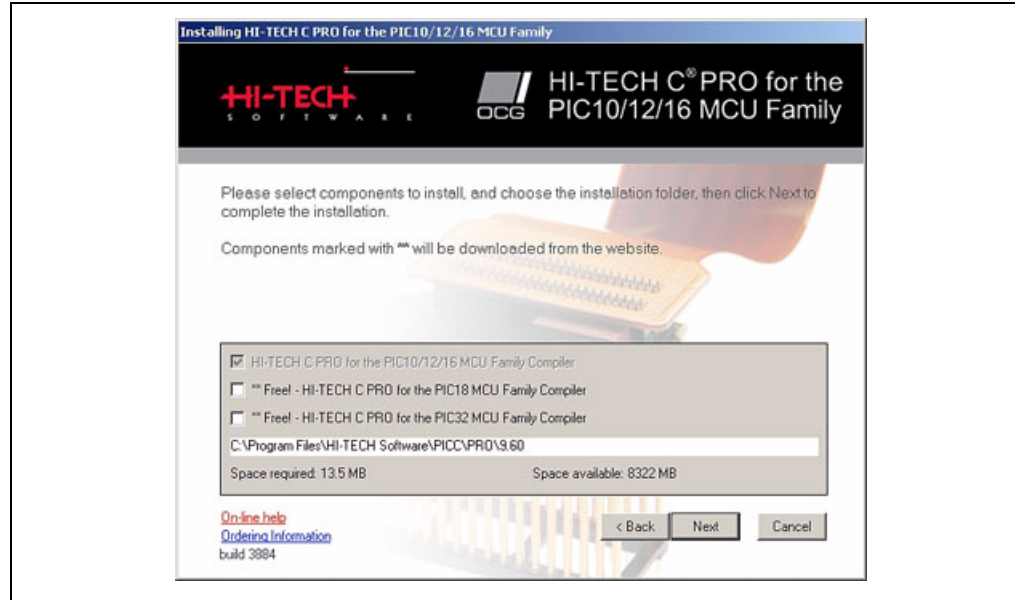 Installing HI-TECH C PRO for the PIC10/12/16 MCU Family
HI-TECH
SOFTWARE
OCG
HI-TECH C® PRO for the
PIC10/12/16 MCU Family
Please select components to install, and choose the installation folder, then click Next to
complete the installation.
Components marked with ** will be downloaded from the website.
HI-TECH C PRO for the PIC10/12/16 MCU Family Compiler
** Free! - HI-TECH C PRO for the PIC18 MCU Family Compiler
** Free! - HI-TECH C PRO for the PIC32 MCU Family Compiler
C:\Program Files\HI-TECH Software\PICC\PRO\9.60
Space required: 13.5 MB Space available: 8322 MB
On-line help
Ordering Information
build 3884
< Back Next Cancel